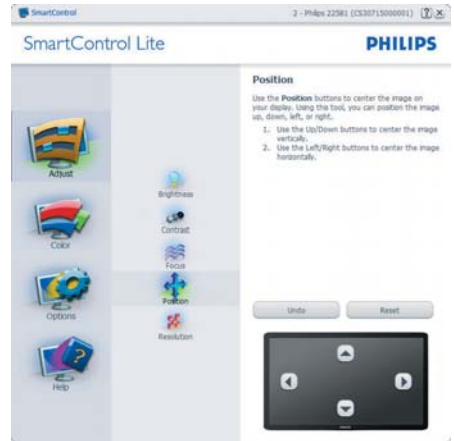 SmartControl
2 - Philips 225B1 (CS30715000001)
SmartControl Lite
PHILIPS
Adjust
Color
Options
Help
Brightness
Contrast
Focus
Position
Resolution
Position
Use the Position buttons to center the image on
your display. Using the tool, you can position the image
up, down, left, or right.
1. Use the Up/Down buttons to center the image
vertically.
2. Use the Left/Right buttons to center the image
horizontally.
Undo
Reset